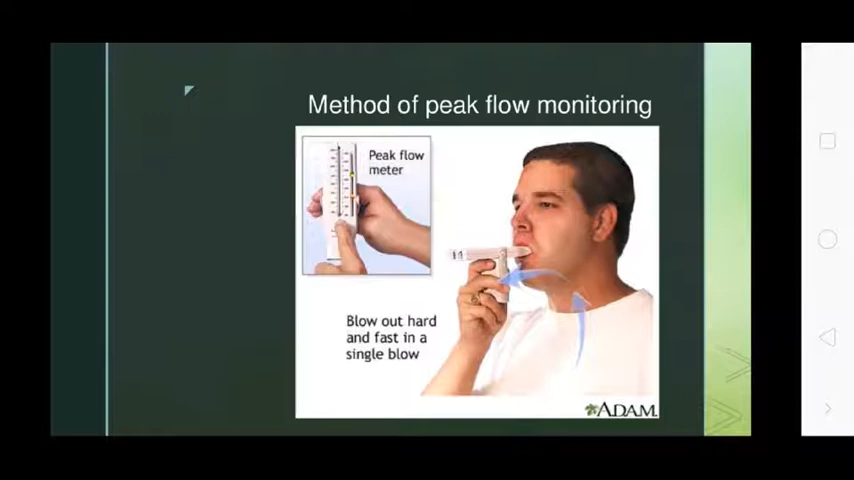 Method of peak flow monitoring
Peak flow
meter
Blow out hard
and fast in a
single blow
ADAM.